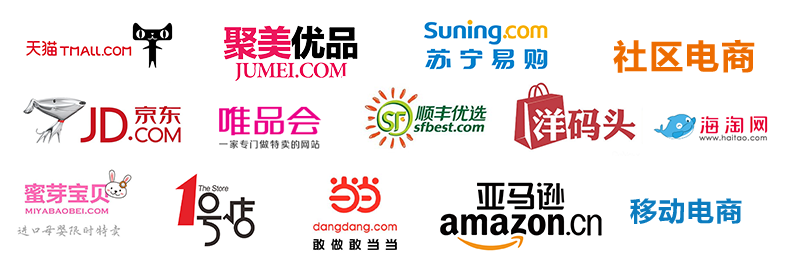 天猫 TMALL.COM
聚美优品
JUMEI.COM
Suning.com
苏宁易购
社区电商
JD.京东
.COM
唯品会
一家专门做特卖的网站
SF
顺丰优选
sfbest.com
洋码头
海淘网
www.haitao.com
蜜芽宝贝
MIYABAOBEI.COM
进口母婴限时特卖
The Store
1号店
当当
dangdang.com
敢做敢当当
亚马逊
amazon.cn
移动电商